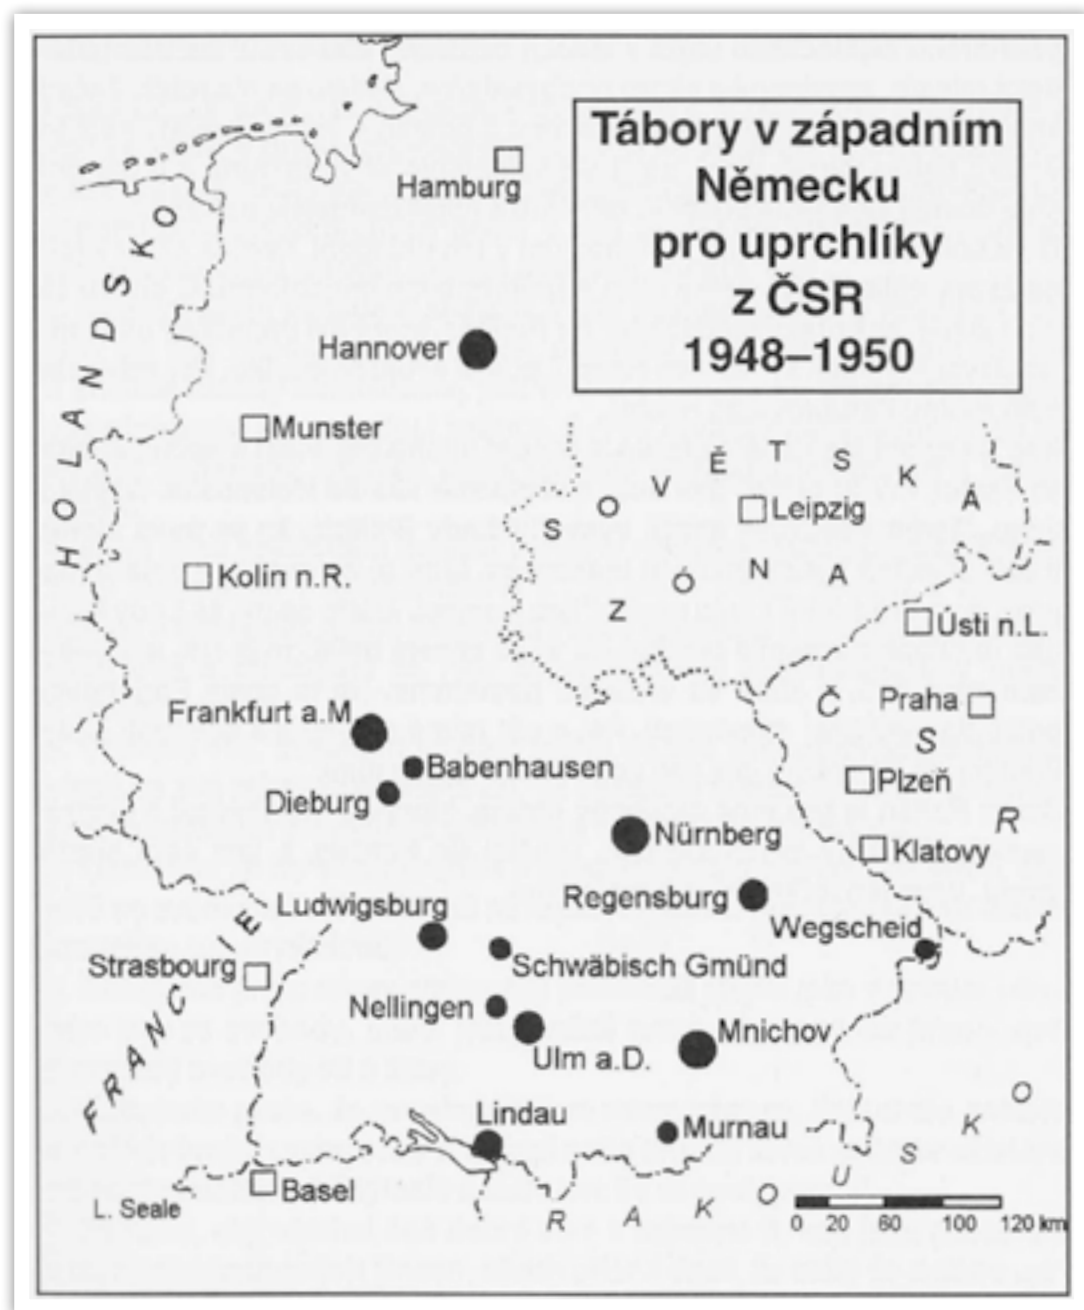 Tábory v západním
Německu
pro uprchlíky
z ČSR
1948–1950
Hamburg
HOLANDSKO
Hannover
Munster
SOVĚTSKÁ
Leipzig
ZÓNA
Kolín n.R.
Ústi n.L.
Frankfurt a.M
Praha
ČSR
Babenhausen
Plzeň
Dieburg
Nürnberg
Klatovy
Regensburg
Ludwigsburg
Wegscheid
FRANCIE
Strasbourg
Schwäbisch Gmünd
Nellingen
Mnichov
Ulm a.D.
Lindau
Murnau
RAKOUSKO
Basel
L. Seale
0 20 60 100 120 km